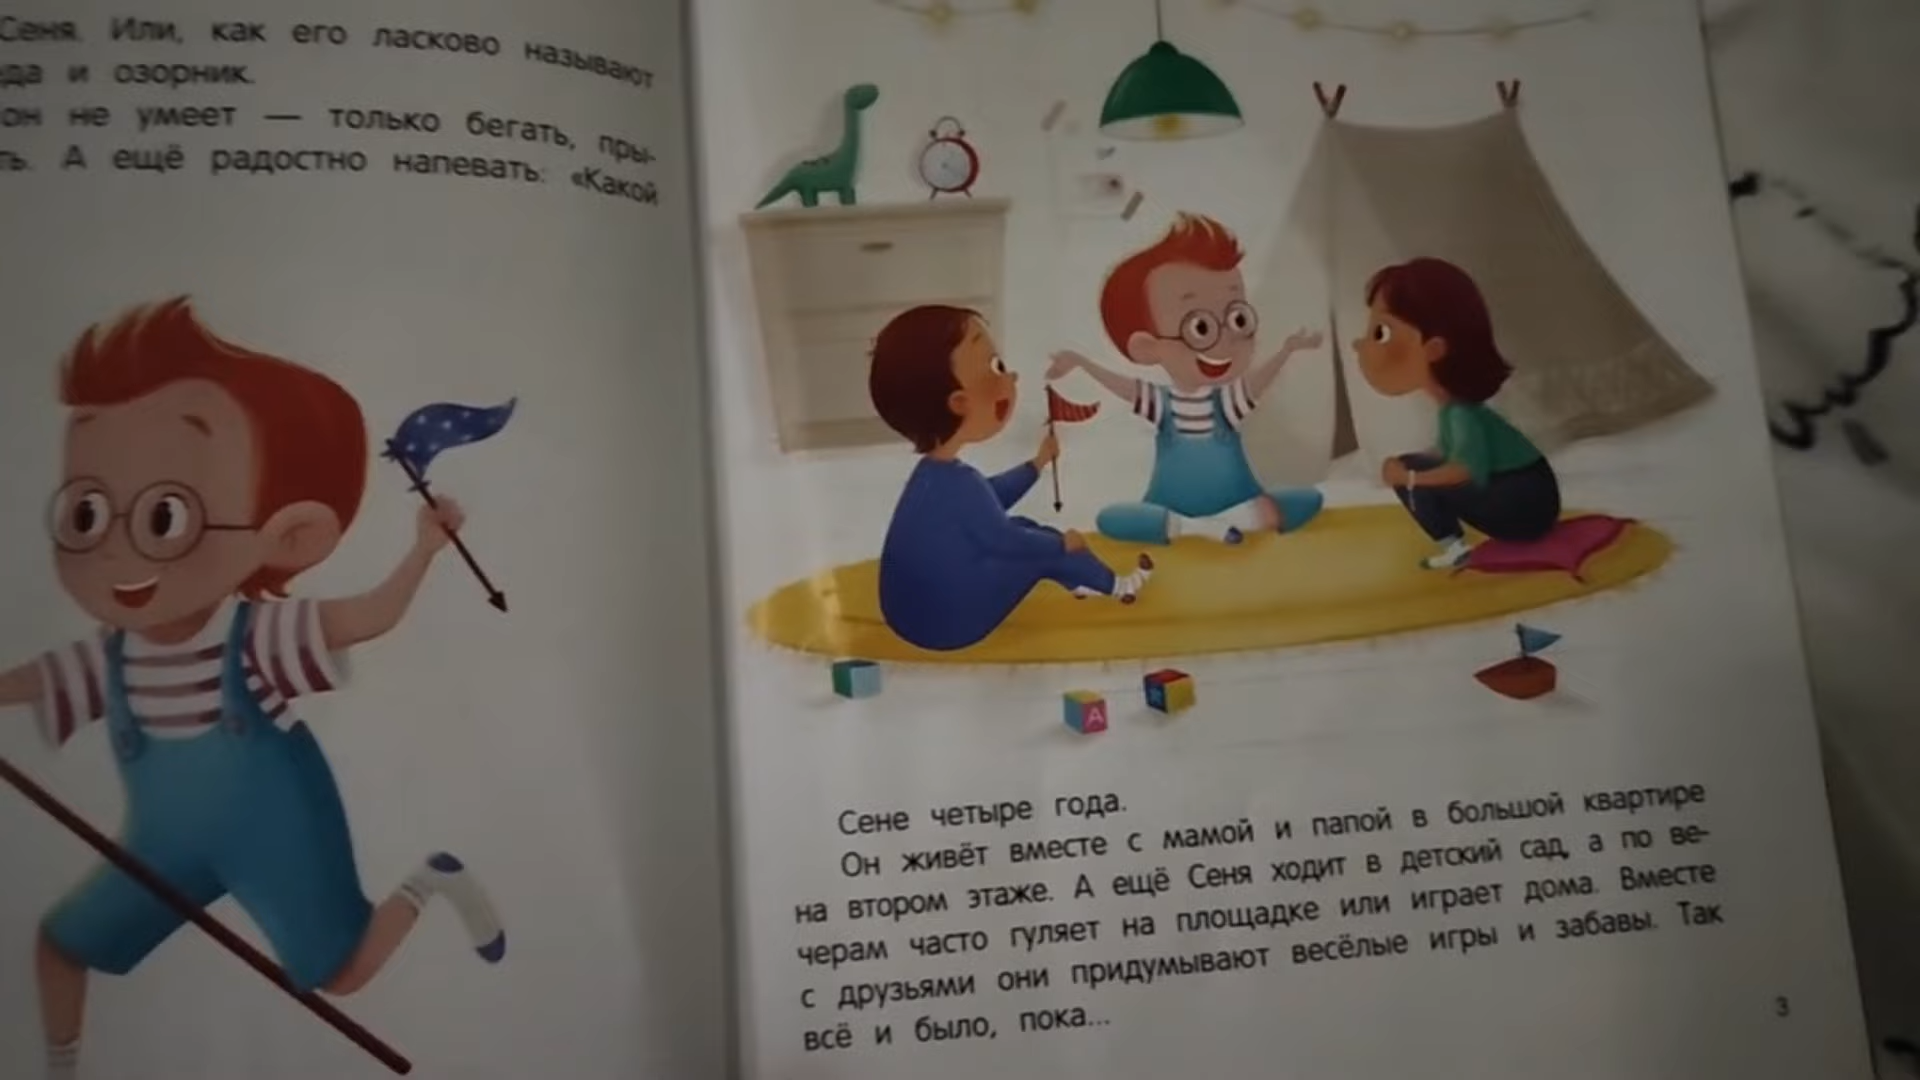 Сеня. Или, как его ласково называют
и озорник.
он не умеет — только бегать, пры-
А ещё радостно напевать: «Какой
A
Сене четыре года.
Он живёт вместе с мамой и папой в большой квартире
на втором этаже. А ещё Сеня ходит в детский сад, а по ве-
черам часто гуляет на площадке или играет дома. Вместе
с друзьями они придумывают весёлые игры и забавы. Так
всё и было, пока...
3